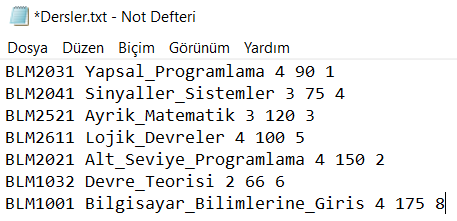 *Dersler.txt - Not Defteri
Dosya Düzen Biçim Görünüm Yardım
BLM2031 Yapsal_Programlama 4 90 1
BLM2041 Sinyaller_Sistemler 3 75 4
BLM2521 Ayrik_Matematik 3 120 3
BLM2611 Lojik_Devreler 4 100 5
BLM2021 Alt_Seviye_Programlama 4 150 2
BLM1032 Devre_Teorisi 2 66 6
BLM1001 Bilgisayar_Bilimlerine_Giris 4 175 8